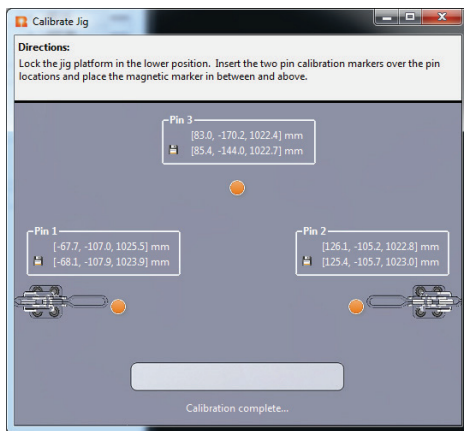 Calibrate Jig
Directions:
Lock the jig platform in the lower position. Insert the two pin calibration markers over the pin
locations and place the magnetic marker in between and above.
Pin 3
[83.0, -170.2, 1022.4] mm
[85.4, -144.0, 1022.7] mm
Pin 1
[-67.7, -107.0, 1025.5] mm
[-68.1, -107.9, 1023.9] mm
Pin 2
[126.1, -105.2, 1022.8] mm
[125.4, -105.7, 1023.0] mm
Calibration complete...